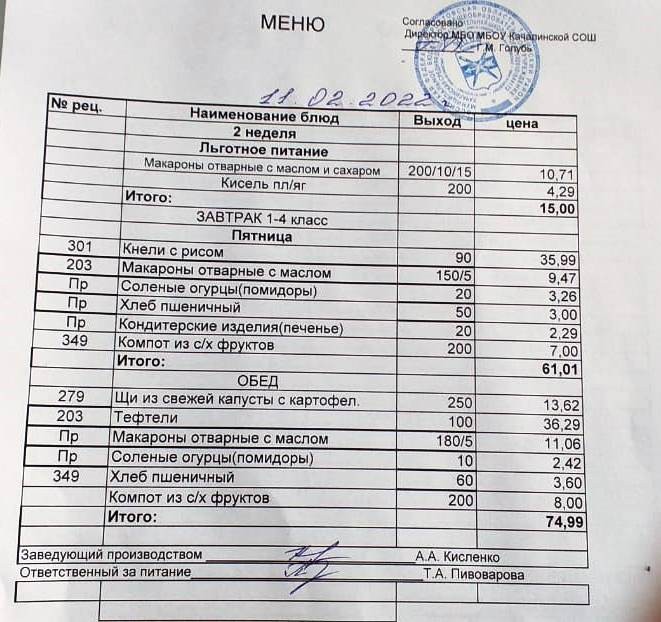 МЕНЮ
Согласовано
Директор МБО МБОУ Качалинской СОШ
Г.М. Голубь
11.02.2022 г
№ рец. Наименование блюд Выход цена
2 неделя
Льготное питание
Макароны отварные с маслом и сахаром 200/10/15 10,71
Кисель пл/яг 200 4,29
Итого: 15,00
ЗАВТРАК 1-4 класс
Пятница
301 Кнели с рисом 90 35,99
203 Макароны отварные с маслом 150/5 9,47
Пр Соленые огурцы(помидоры) 20 3,26
Пр Хлеб пшеничный 50 3,00
Пр Кондитерские изделия(печенье) 20 2,29
349 Компот из с/х фруктов 200 7,00
Итого: 61,01
ОБЕД
279 Щи из свежей капусты с картофел. 250 13,62
203 Тефтели 100 36,29
Пр Макароны отварные с маслом 180/5 11,06
Пр Соленые огурцы(помидоры) 10 2,42
349 Хлеб пшеничный 60 3,60
Компот из с/х фруктов 200 8,00
Итого: 74,99
Заведующий производством А.А. Кисленко
Ответственный за питание Т.А. Пивоварова